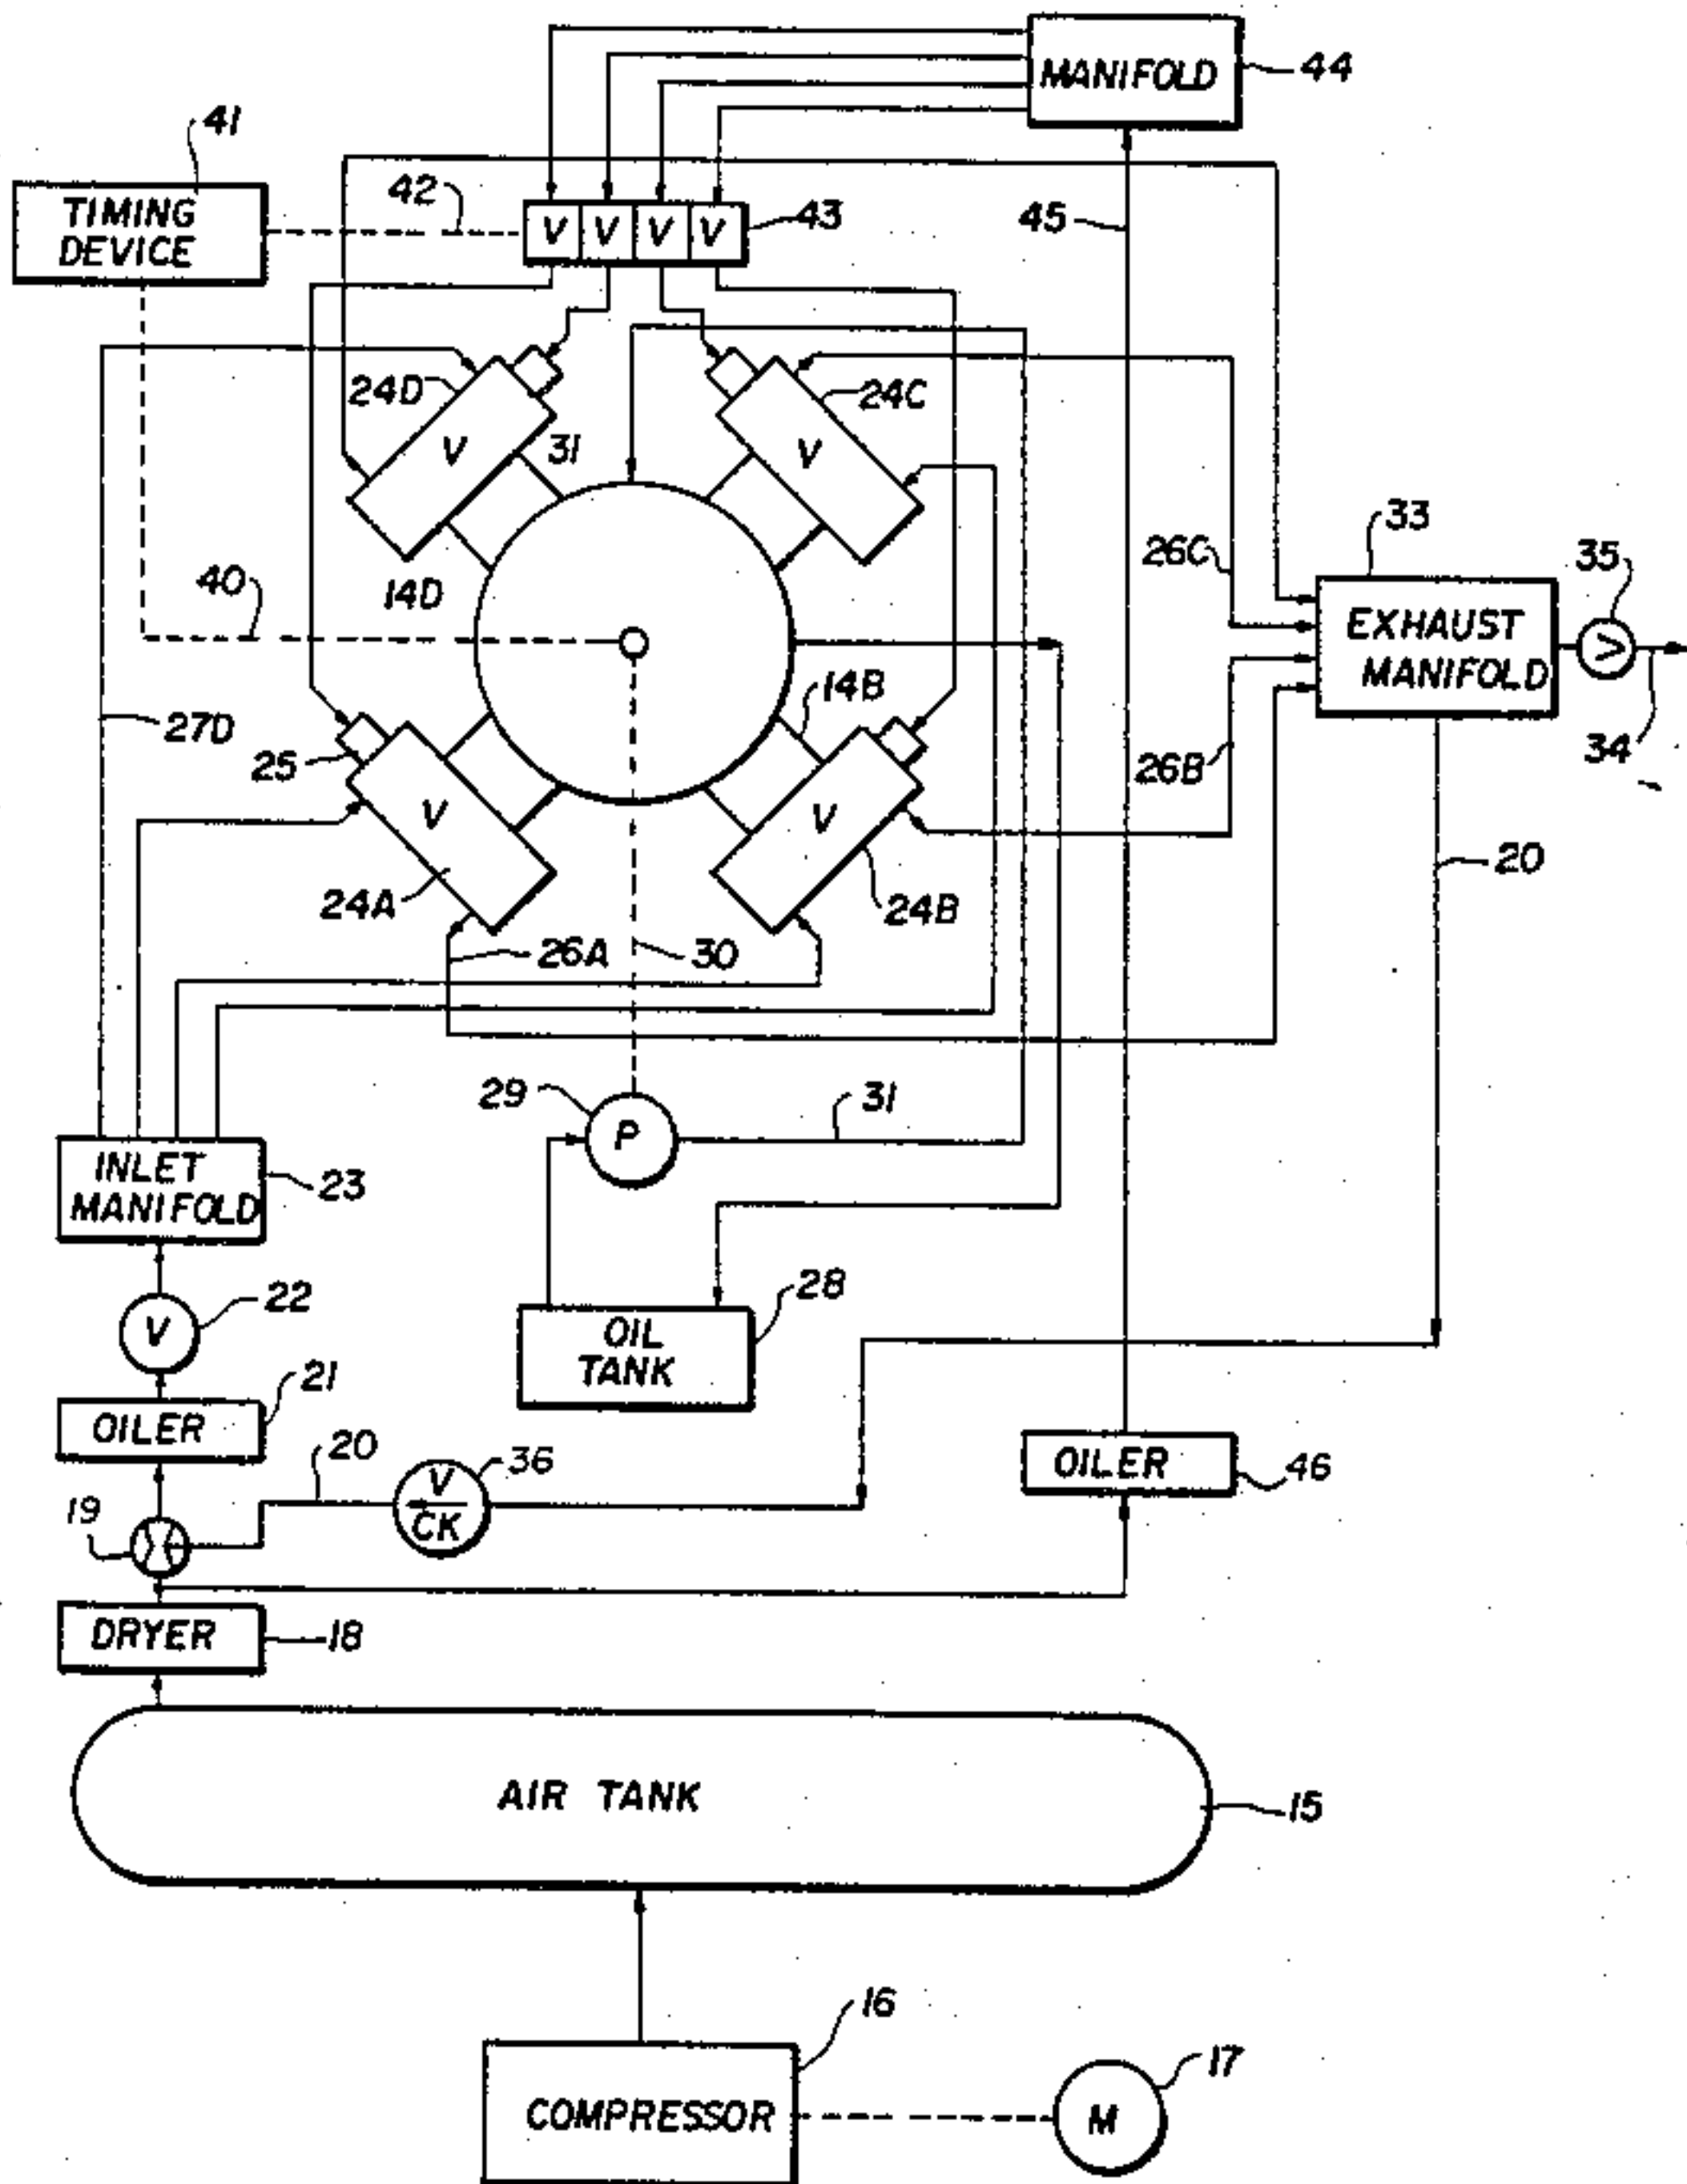 MANIFOLD
44
41
TIMING
DEVICE
42
V V V V
43
45
24D
V
31
24C
V
33
26C
35
EXHAUST
MANIFOLD
V
34
40
14D
14B
27D
25
V
24A
26A
V
24B
26B
30
20
29
P
31
INLET
MANIFOLD
23
22
V
28
OIL
TANK
21
OILER
20
V
CK
36
OILER
46
19
DRYER
18
AIR TANK
15
16
COMPRESSOR
17
M